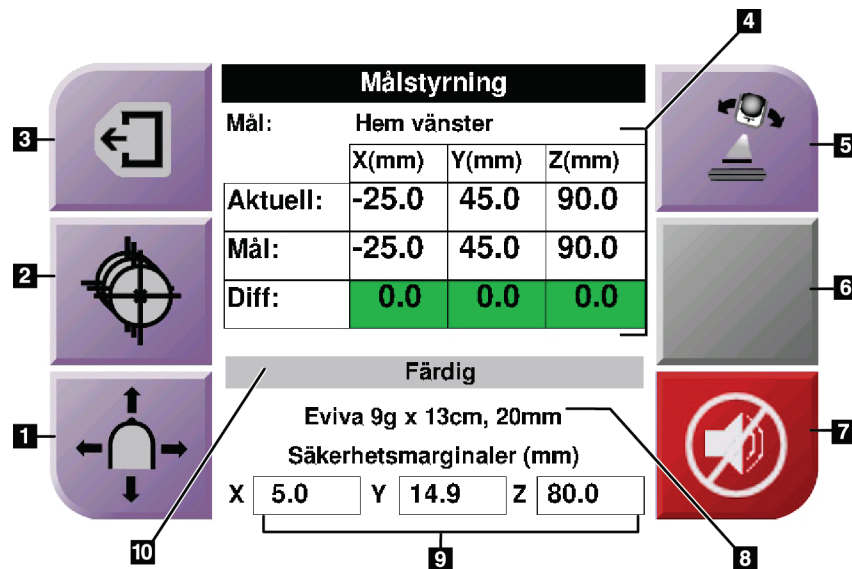 4
Målstyrning
Mål: Hem vänster
X(mm) Y(mm) Z(mm)
Aktuell: -25.0 45.0 90.0
Mål: -25.0 45.0 90.0
Diff: 0.0 0.0 0.0
3
5
2
6
Färdig
Eviva 9g x 13cm, 20mm
1
7
Säkerhetsmarginaler (mm)
X 5.0 Y 14.9 Z 80.0
10
9
8